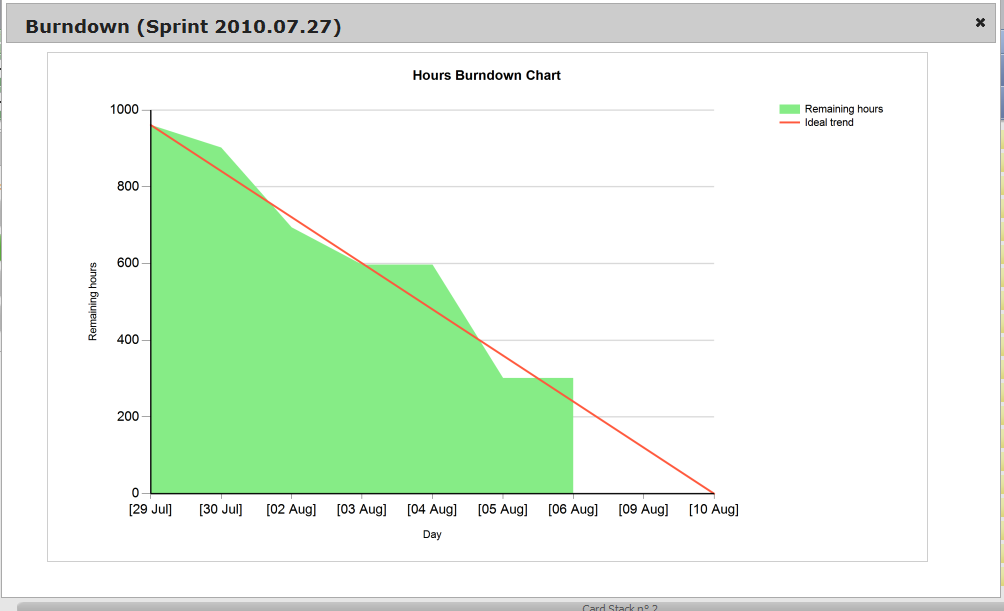 Burndown (Sprint 2010.07.27)
Hours Burndown Chart
Remaining hours
Ideal trend
1000
800
600
400
200
0
Remaining hours
[29 Jul] [30 Jul] [02 Aug] [03 Aug] [04 Aug] [05 Aug] [06 Aug] [09 Aug] [10 Aug]
Day
Card Stack n° 2